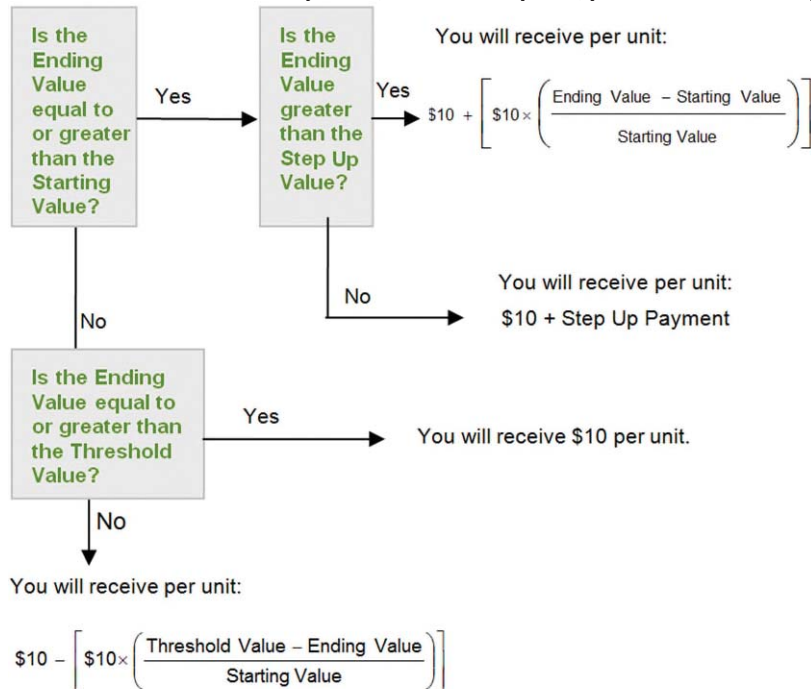 Is the
Ending
Value
equal to
or greater
than the
Starting
Value?
Yes
Is the
Ending
Value
greater
than the
Step Up
Value?
Yes
You will receive per unit:
$10 + [ $10 × ( Ending Value – Starting Value / Starting Value ) ]
No
You will receive per unit:
$10 + Step Up Payment
No
Is the Ending
Value equal to
or greater than
the Threshold
Value?
Yes
You will receive $10 per unit.
No
You will receive per unit:
$10 – [ $10× ( Threshold Value – Ending Value / Starting Value ) ]